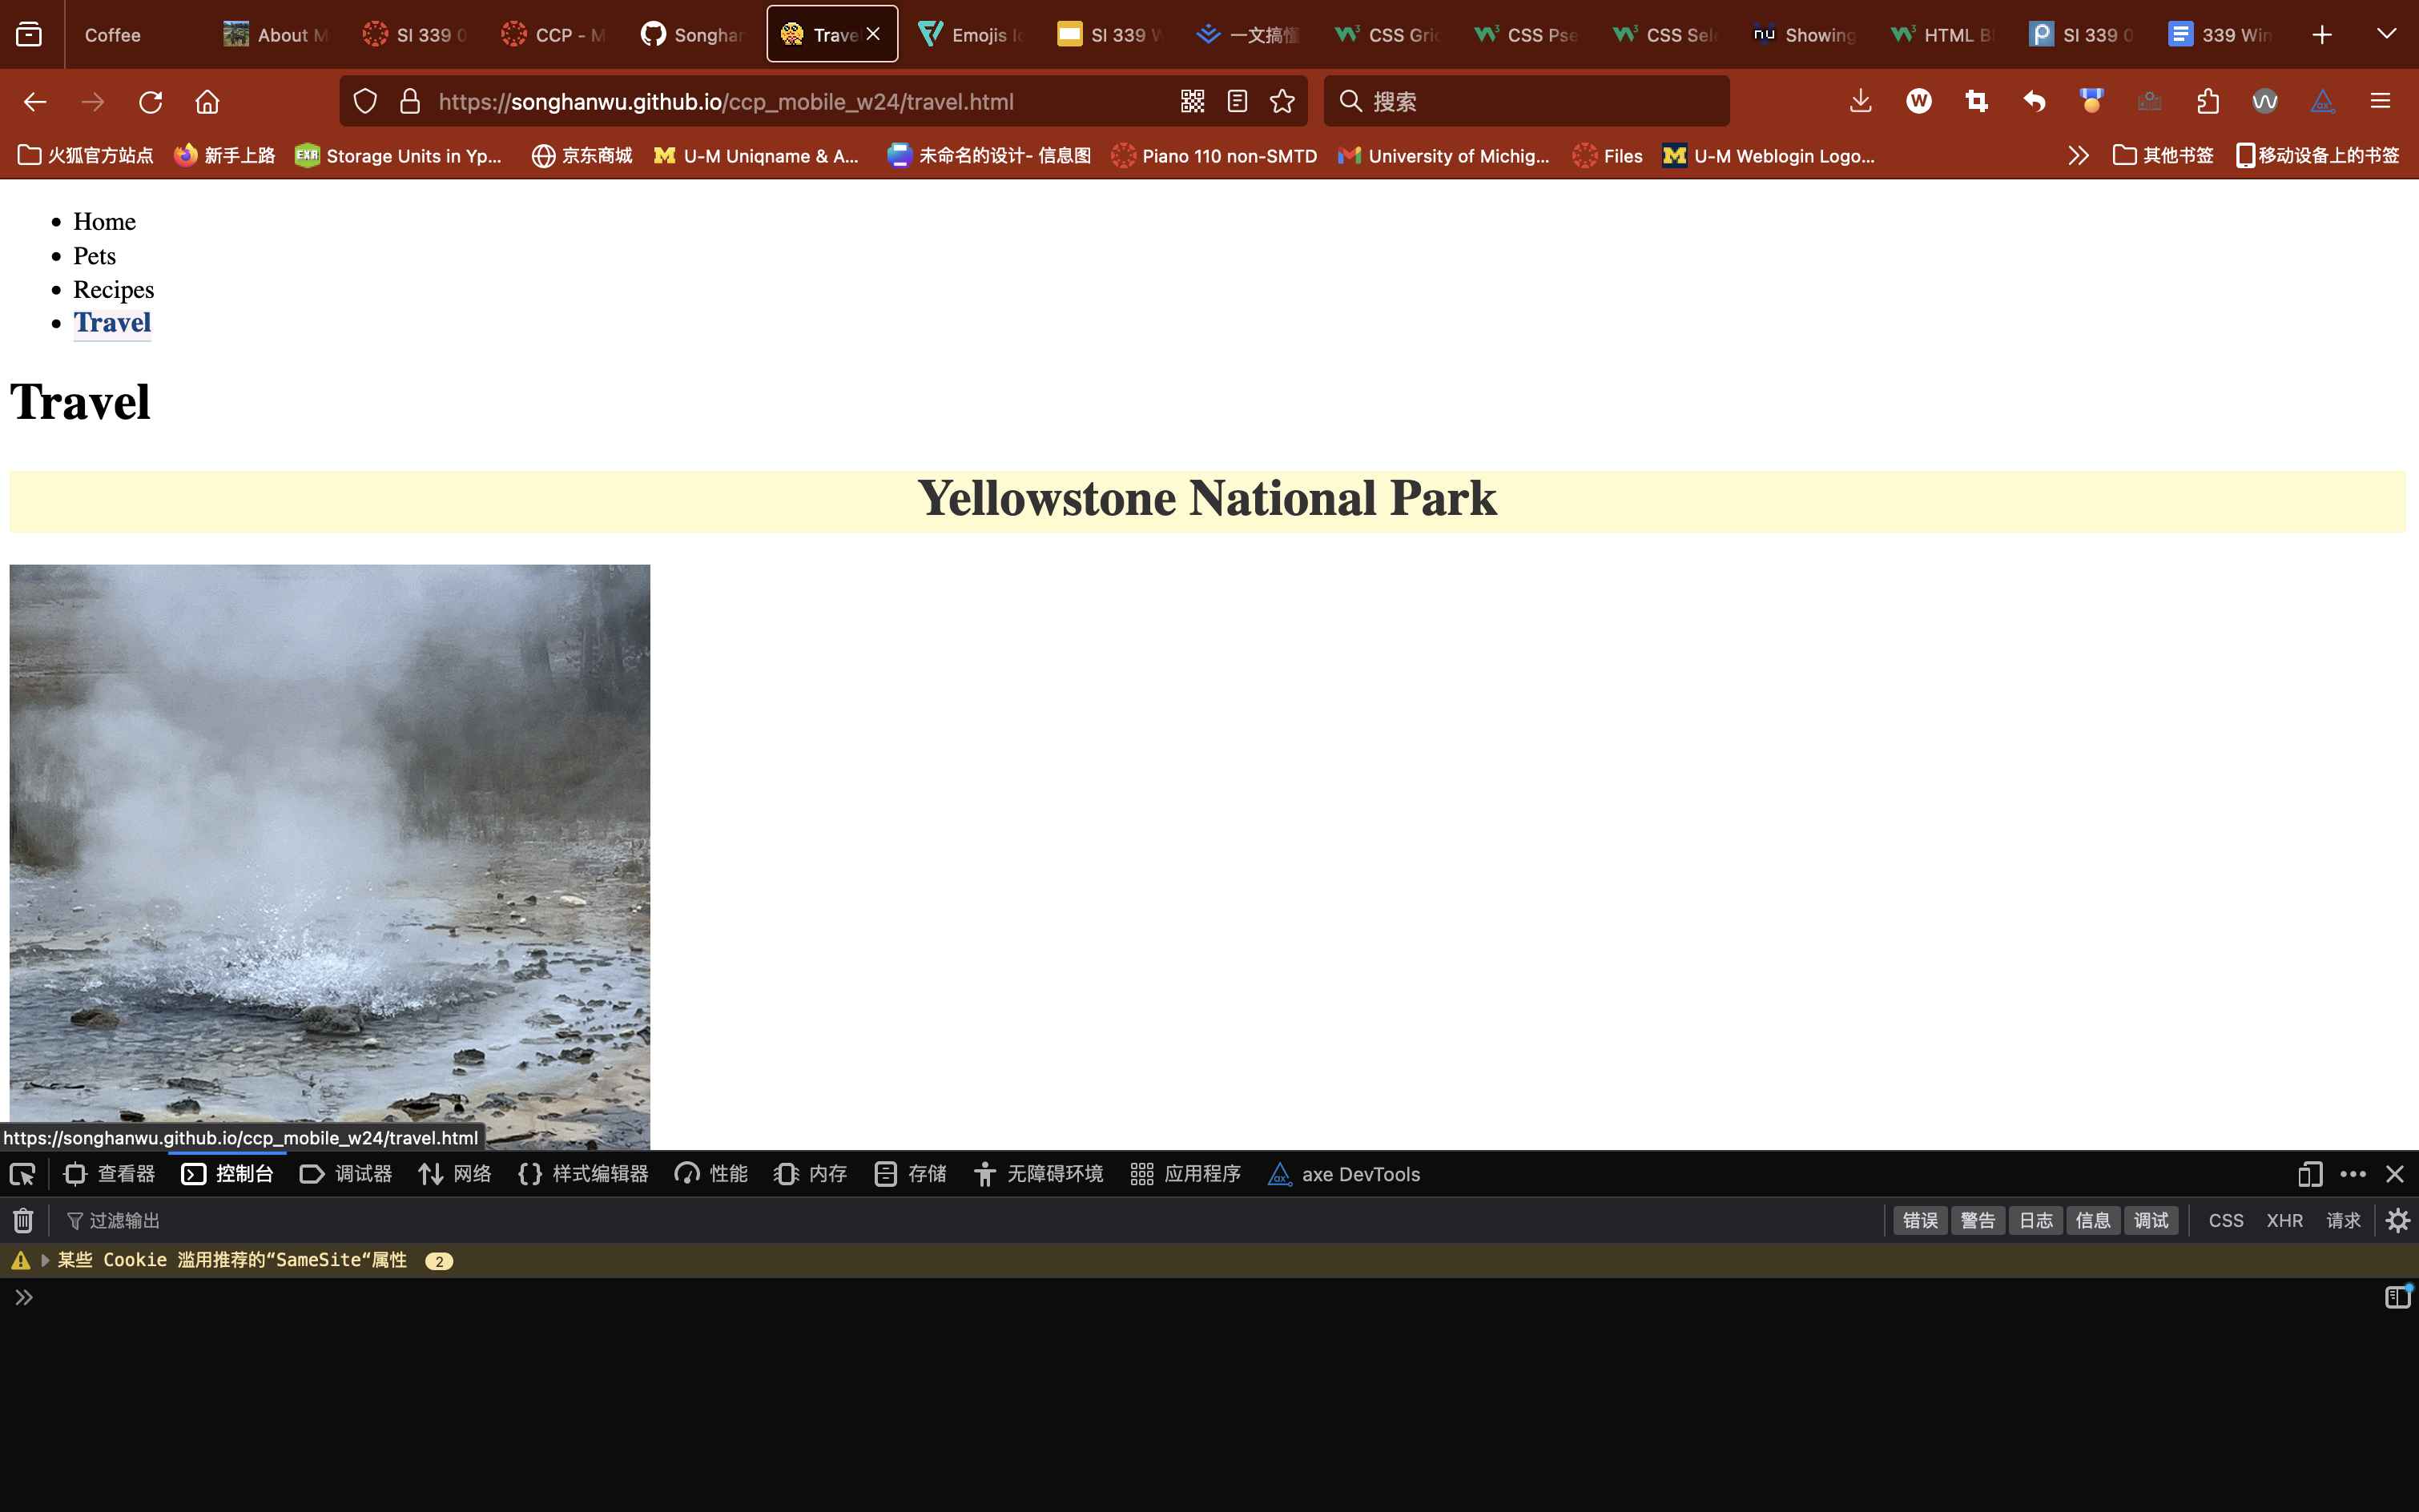 Coffee About M SI 339 0 CCP - M Songhan Travel Emojis Ic SI 339 W 一文搞懂 CSS Gri CSS Pse CSS Sele Showing HTML Bl SI 339 0 339 Win
https://songhanwu.github.io/ccp_mobile_w24/travel.html 搜索
火狐官方站点 新手上路 EXR Storage Units in Yp... 京东商城 U-M Uniqname & A... 未命名的设计- 信息图 Piano 110 non-SMTD University of Michig... Files U-M Weblogin Logo... 其他书签 移动设备上的书签
Home
Pets
Recipes
Travel
Travel
Yellowstone National Park
https://songhanwu.github.io/ccp_mobile_w24/travel.html
查看器 控制台 调试器 网络 样式编辑器 性能 内存 存储 无障碍环境 应用程序 axe DevTools
过滤输出 错误 警告 日志 信息 调试 CSS XHR 请求
某些 Cookie 滥用推荐的“SameSite“属性 2